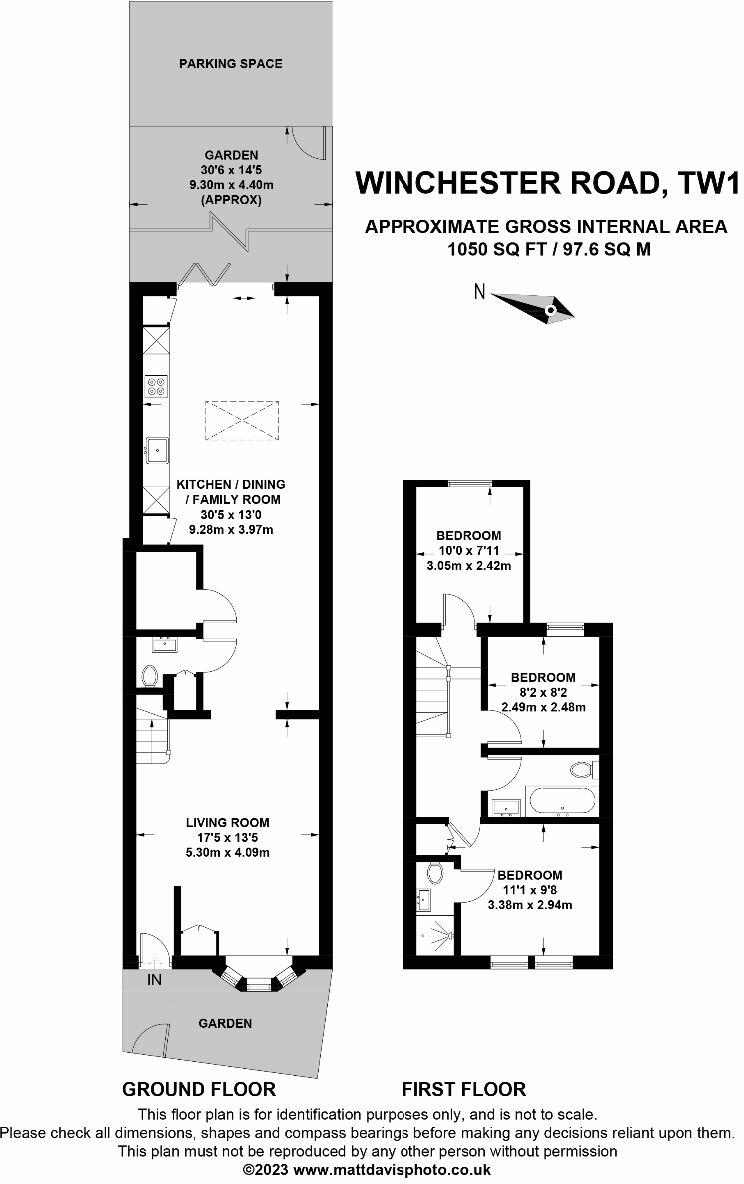 PARKING SPACE
GARDEN
30'6 x 14'5
9.30m x 4.40m
(APPROX)
WINCHESTER ROAD, TW1
APPROXIMATE GROSS INTERNAL AREA
1050 SQ FT / 97.6 SQ M
N
KITCHEN / DINING
/ FAMILY ROOM
30'5 x 13'0
9.28m x 3.97m
BEDROOM
10'0 x 7'11
3.05m x 2.42m
BEDROOM
8'2 x 8'2
2.49m x 2.48m
LIVING ROOM
17'5 x 13'5
5.30m x 4.09m
BEDROOM
11'1 x 9'8
3.38m x 2.94m
IN
GARDEN
GROUND FLOOR
FIRST FLOOR
This floor plan is for identification purposes only, and is not to scale.
Please check all dimensions, shapes and compass bearings before making any decisions reliant upon them.
This plan must not be reproduced by any other person without permission
©2023 www.mattdavisphoto.co.uk